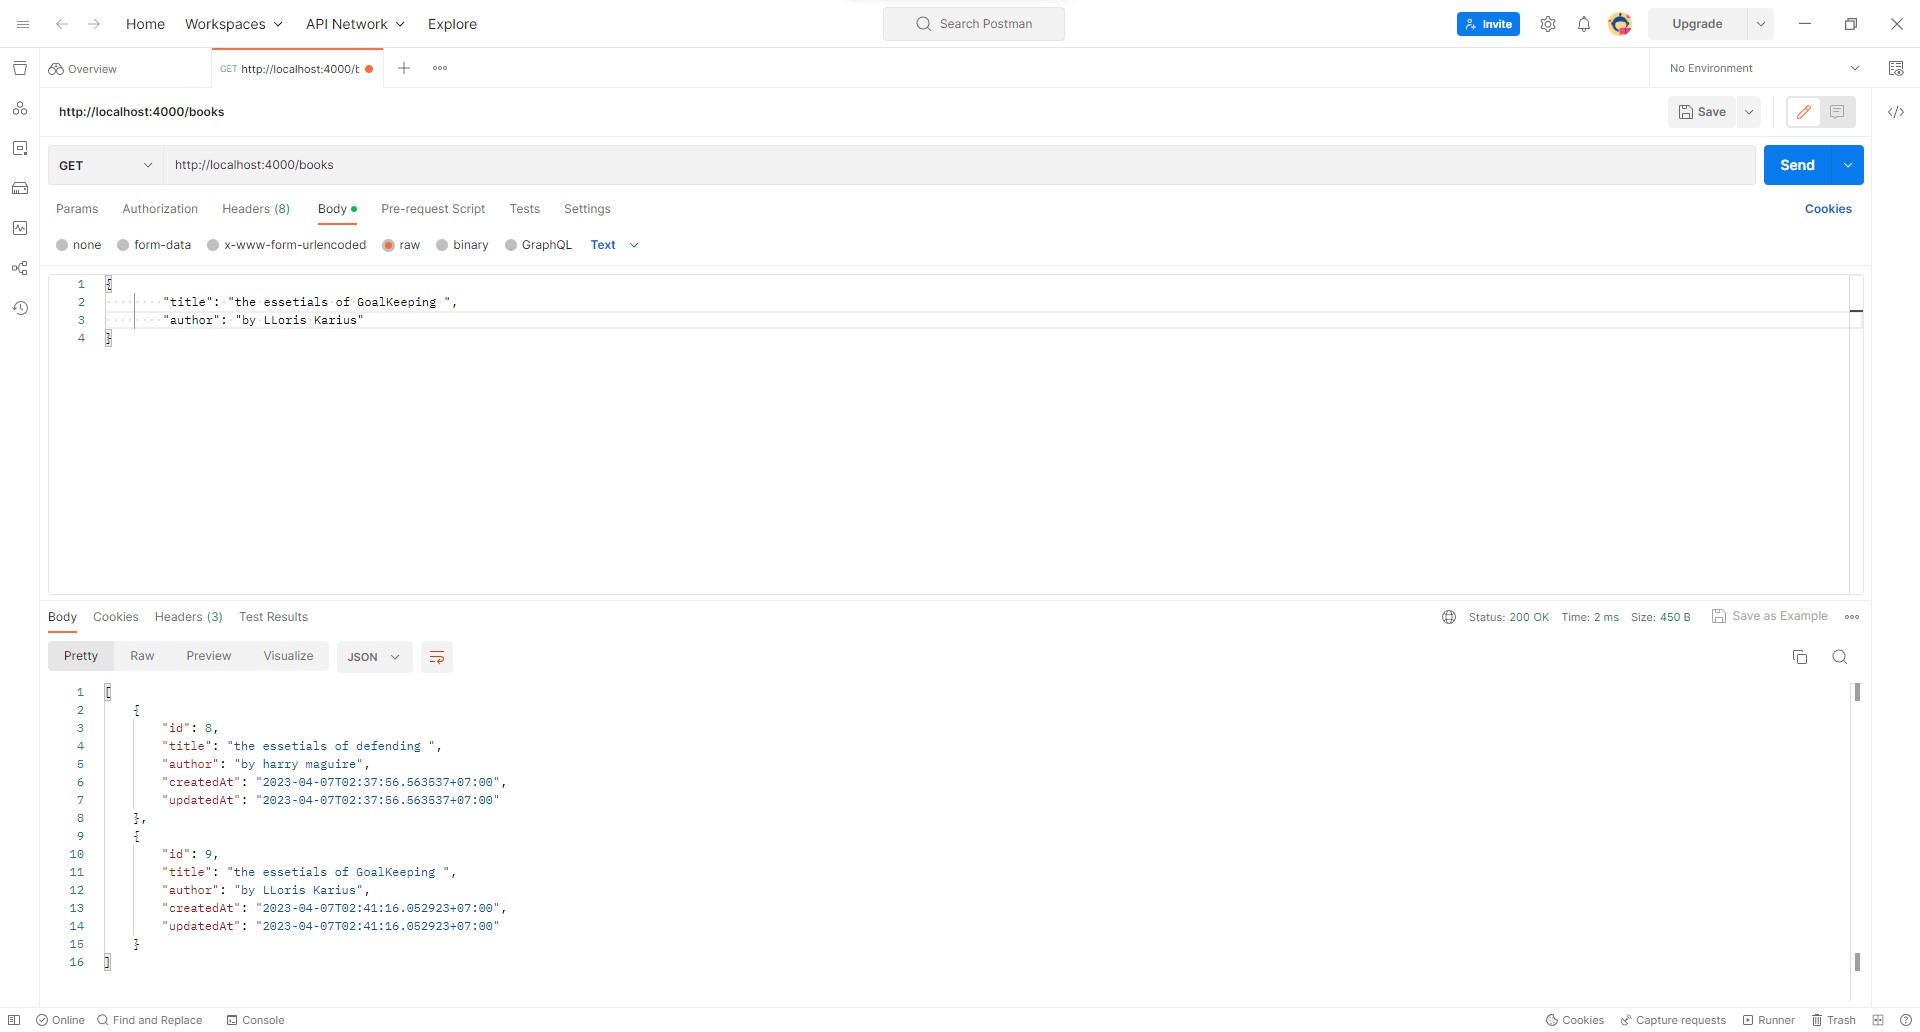 Home Workspaces API Network Explore Search Postman Invite Upgrade
Overview GET http://localhost:4000/b No Environment
http://localhost:4000/books Save
GET http://localhost:4000/books Send
Params Authorization Headers (8) Body Pre-request Script Tests Settings Cookies
none form-data x-www-form-urlencoded raw binary GraphQL Text
1 {
2 "title": "the essetials of GoalKeeping ",
3 "author": "by LLoris Karius"
4 }
Body Cookies Headers (3) Test Results Status: 200 OK Time: 2 ms Size: 450 B Save as Example
Pretty Raw Preview Visualize JSON
1 [
2 {
3 "id": 8,
4 "title": "the essetials of defending ",
5 "author": "by harry maguire",
6 "createdAt": "2023-04-07T02:37:56.563537+07:00",
7 "updatedAt": "2023-04-07T02:37:56.563537+07:00"
8 },
9 {
10 "id": 9,
11 "title": "the essetials of GoalKeeping ",
12 "author": "by LLoris Karius",
13 "createdAt": "2023-04-07T02:41:16.052923+07:00",
14 "updatedAt": "2023-04-07T02:41:16.052923+07:00"
15 }
16 ]
Online Find and Replace Console Cookies Capture requests Runner Trash